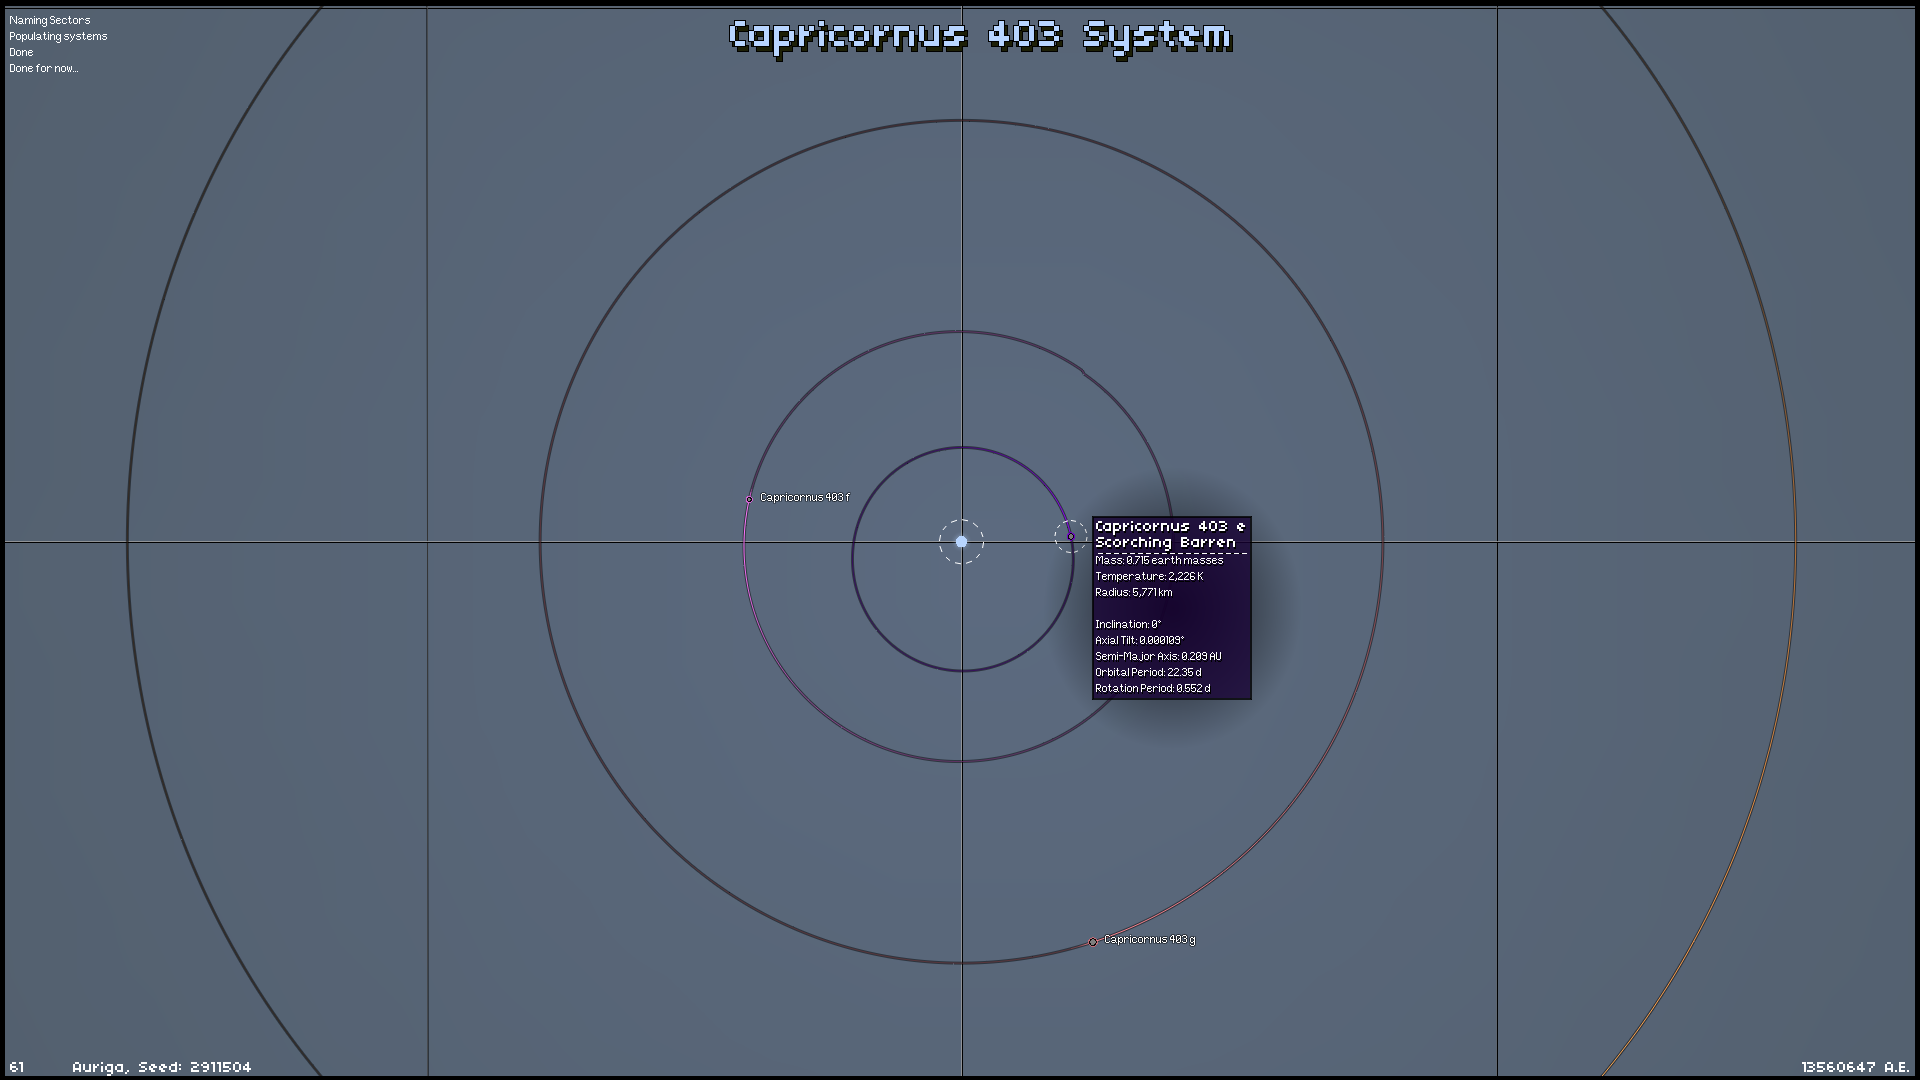 Naming Sectors
Populating systems
Done
Done for now...
Capricornus 403 System
Capricornus 403 f
Capricornus 403 e
Scorching Barren
Mass: 0.715 earth masses
Temperature: 2,226 K
Radius: 5,771 km
Inclination: 0°
Axial Tilt: 0.000109°
Semi-Major Axis: 0.209 AU
Orbital Period: 22.35 d
Rotation Period: 0.552 d
Capricornus 403 g
61 Auriga, Seed: 2911504
13560647 A.E.